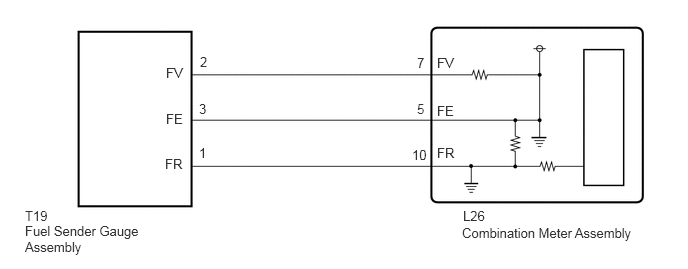 FV 2 7 FV
FE 3 5 FE
FR 1 10 FR
T19
Fuel Sender Gauge
Assembly
L26
Combination Meter Assembly